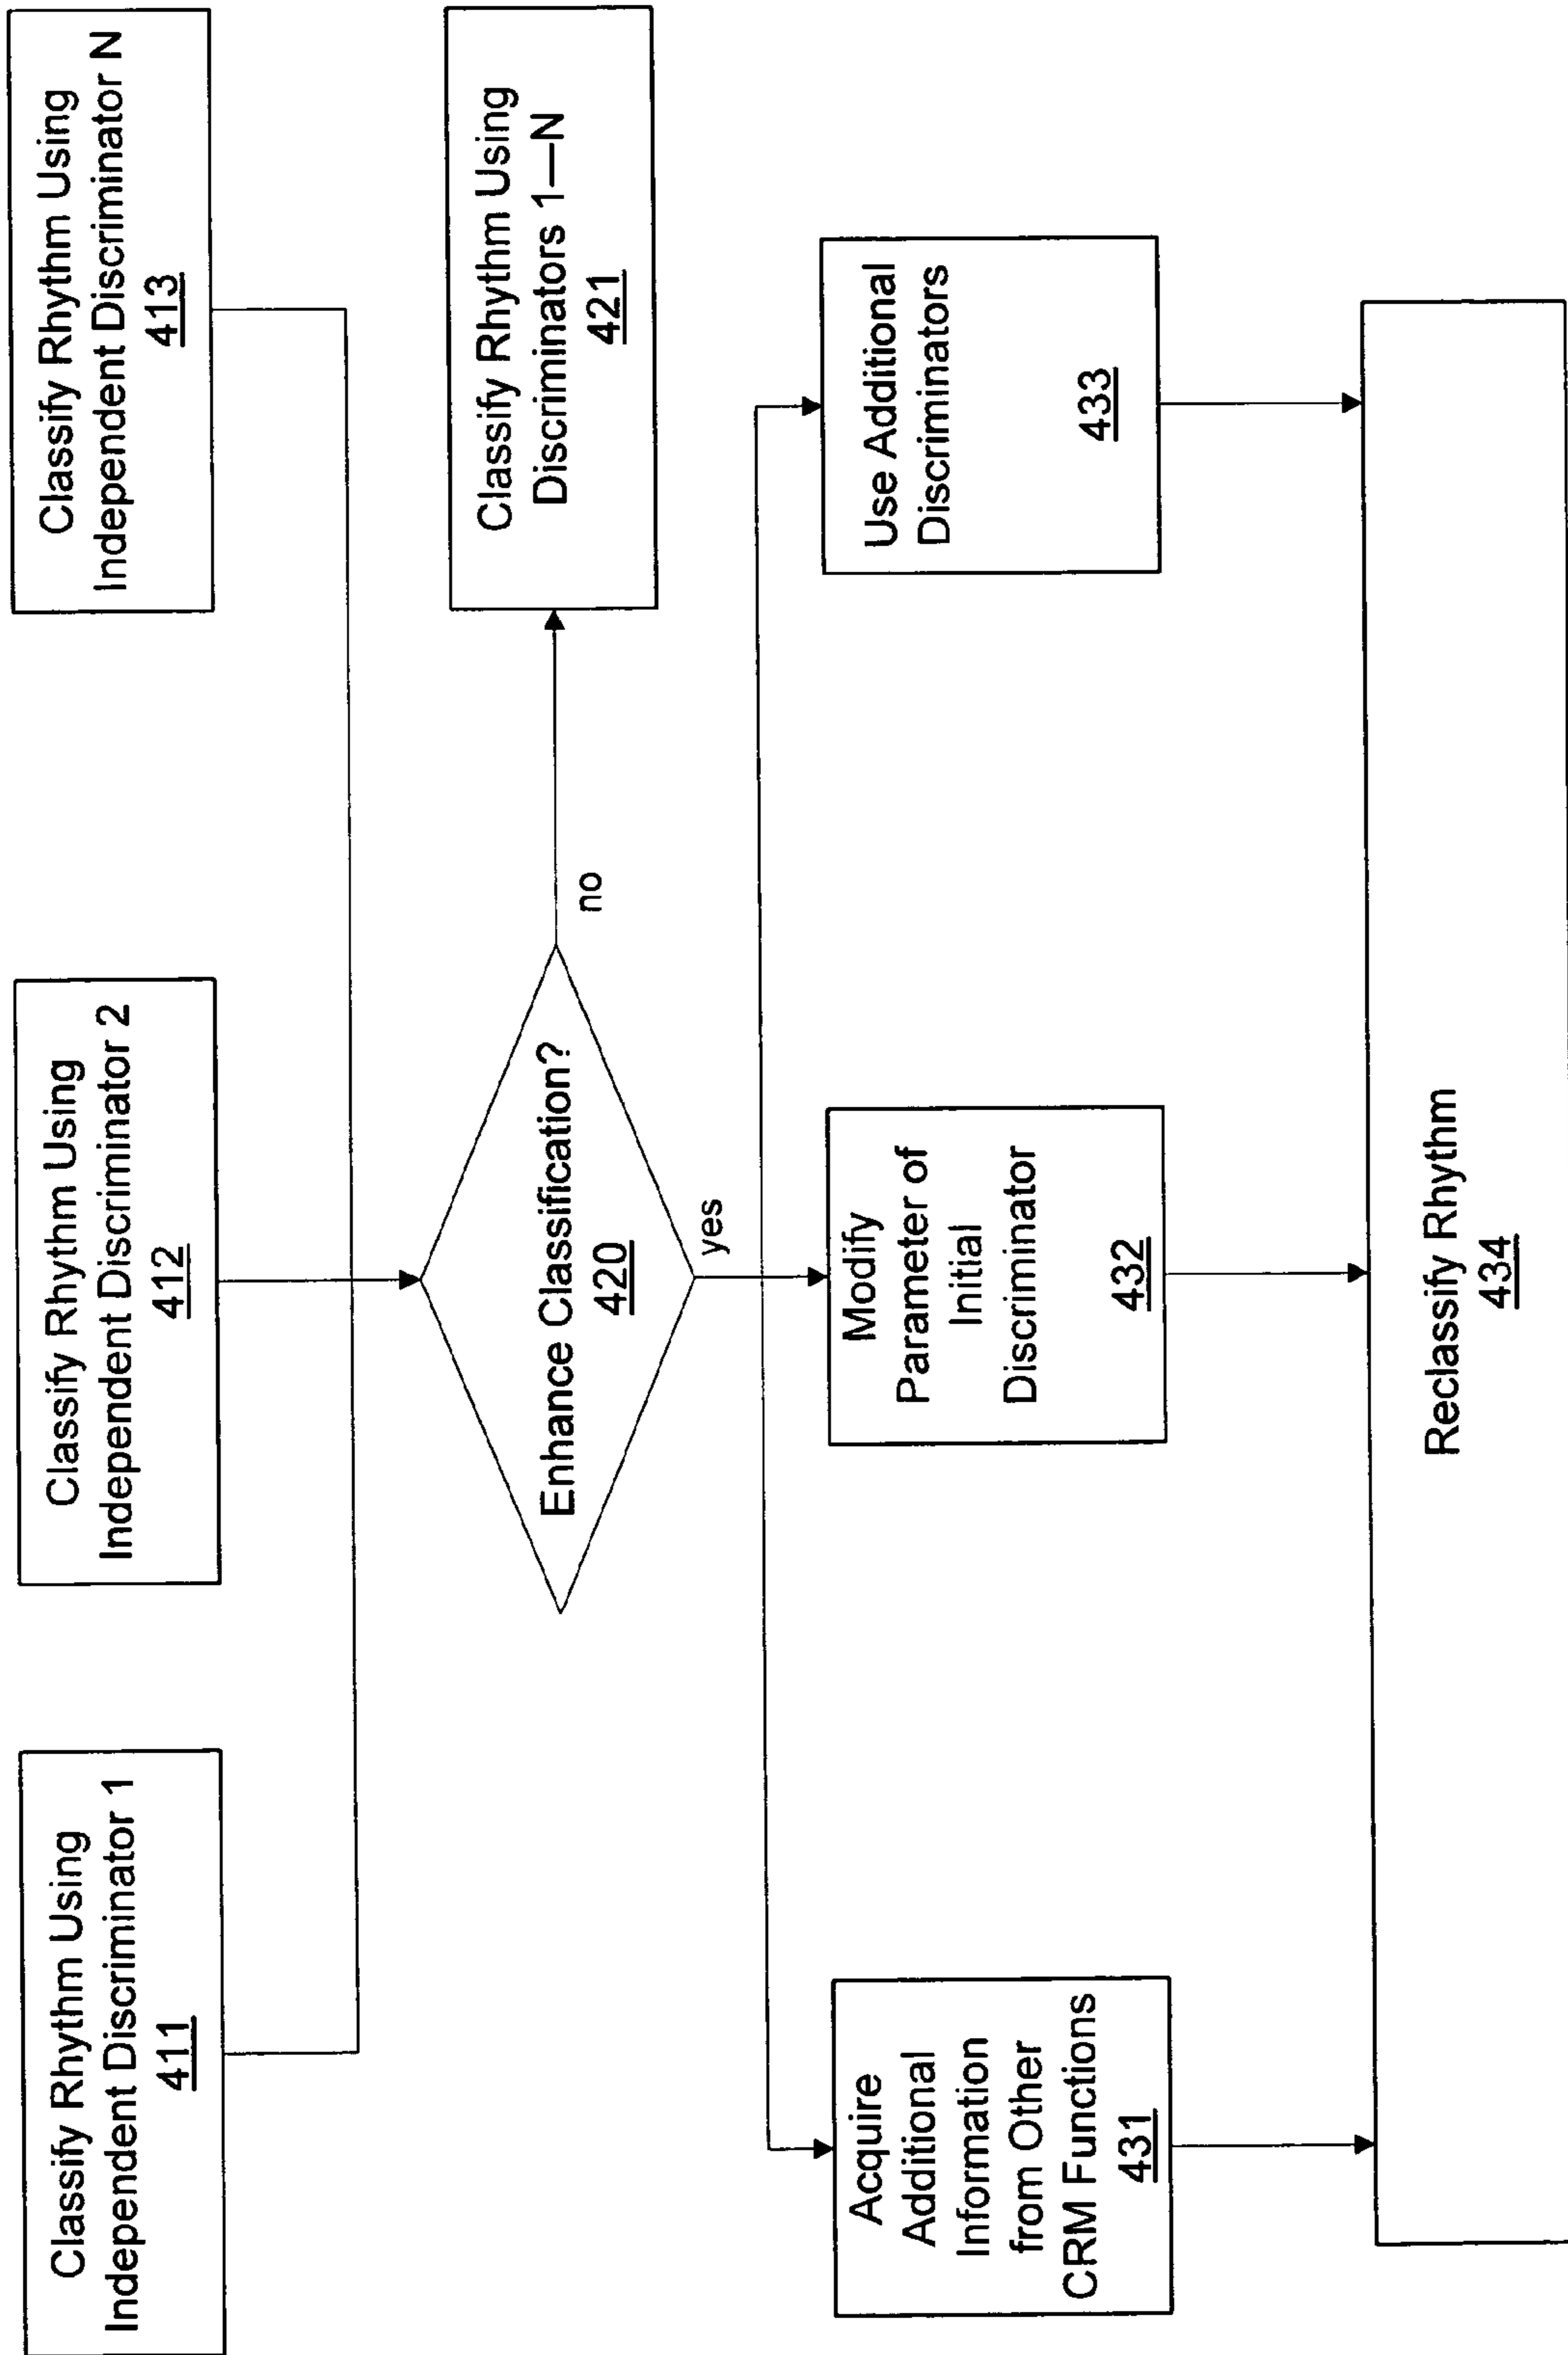 Classify Rhythm Using
Independent Discriminator 1
411
Classify Rhythm Using
Independent Discriminator 2
412
Classify Rhythm Using
Independent Discriminator N
413
Enhance Classification?
420
no
Classify Rhythm Using
Discriminators 1—N
421
yes
Acquire
Additional
Information
from Other
CRM Functions
431
Modify
Parameter of
Initial
Discriminator
432
Use Additional
Discriminators
433
Reclassify Rhythm
434